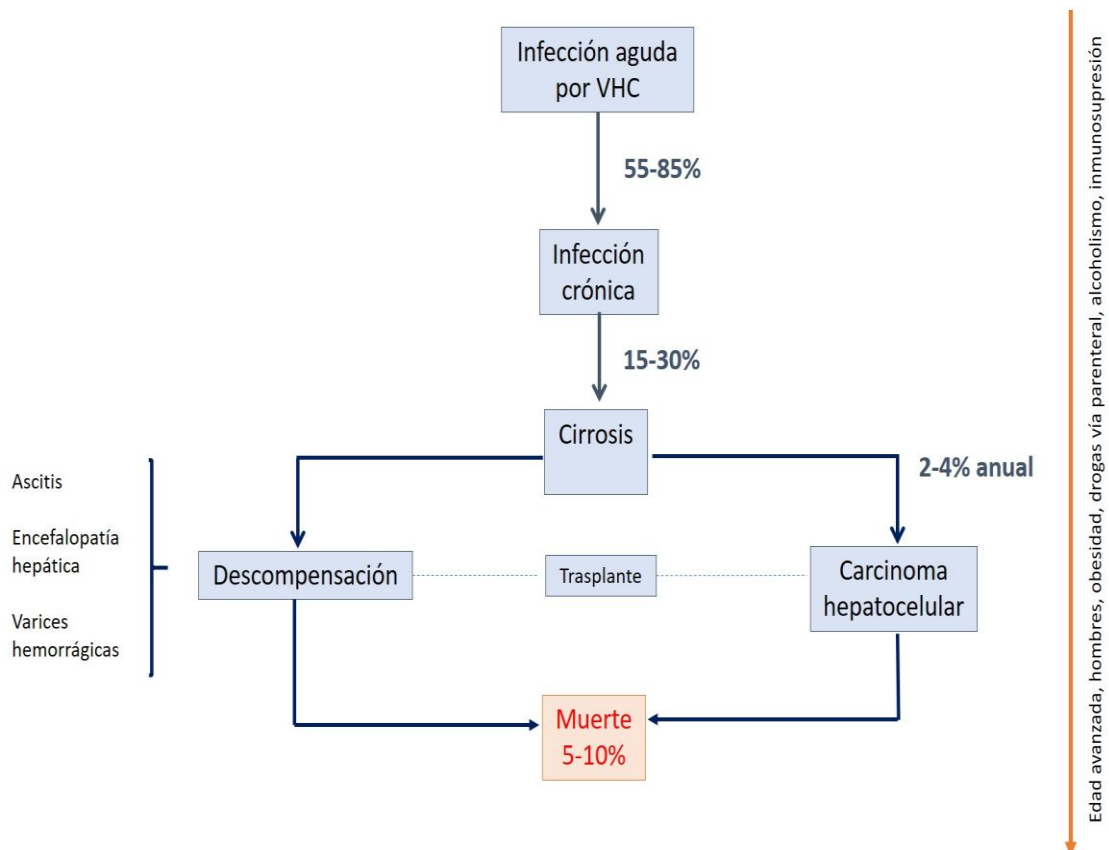 Infección aguda
por VHC
55-85%
Infección
crónica
15-30%
Cirrosis
2-4% anual
Ascitis
Encefalopatía
hepática
Varices
hemorrágicas
Descompensación
Trasplante
Carcinoma
hepatocelular
Muerte
5-10%
Edad avanzada, hombres, obesidad, drogas vía parenteral, alcoholismo, inmunosupresión